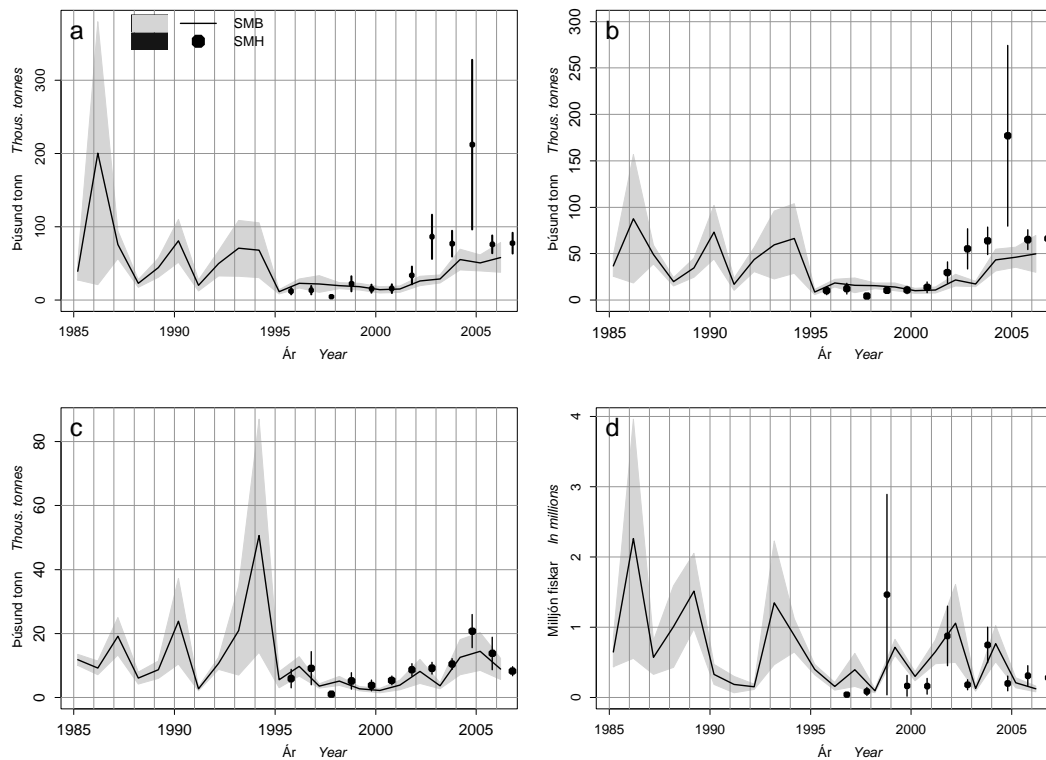 a
SMB
SMH
Þúsund tonn Thous. tonnes
0
100
200
300
1985
1990
1995
2000
2005
Ár Year
b
Þúsund tonn Thous. tonnes
0
50
100
150
200
250
300
1985
1990
1995
2000
2005
Ár Year
c
Þúsund tonn Thous. tonnes
0
20
40
60
80
1985
1990
1995
2000
2005
Ár Year
d
Milljón fiskar In millions
0
1
2
3
4
1985
1990
1995
2000
2005
Ár Year